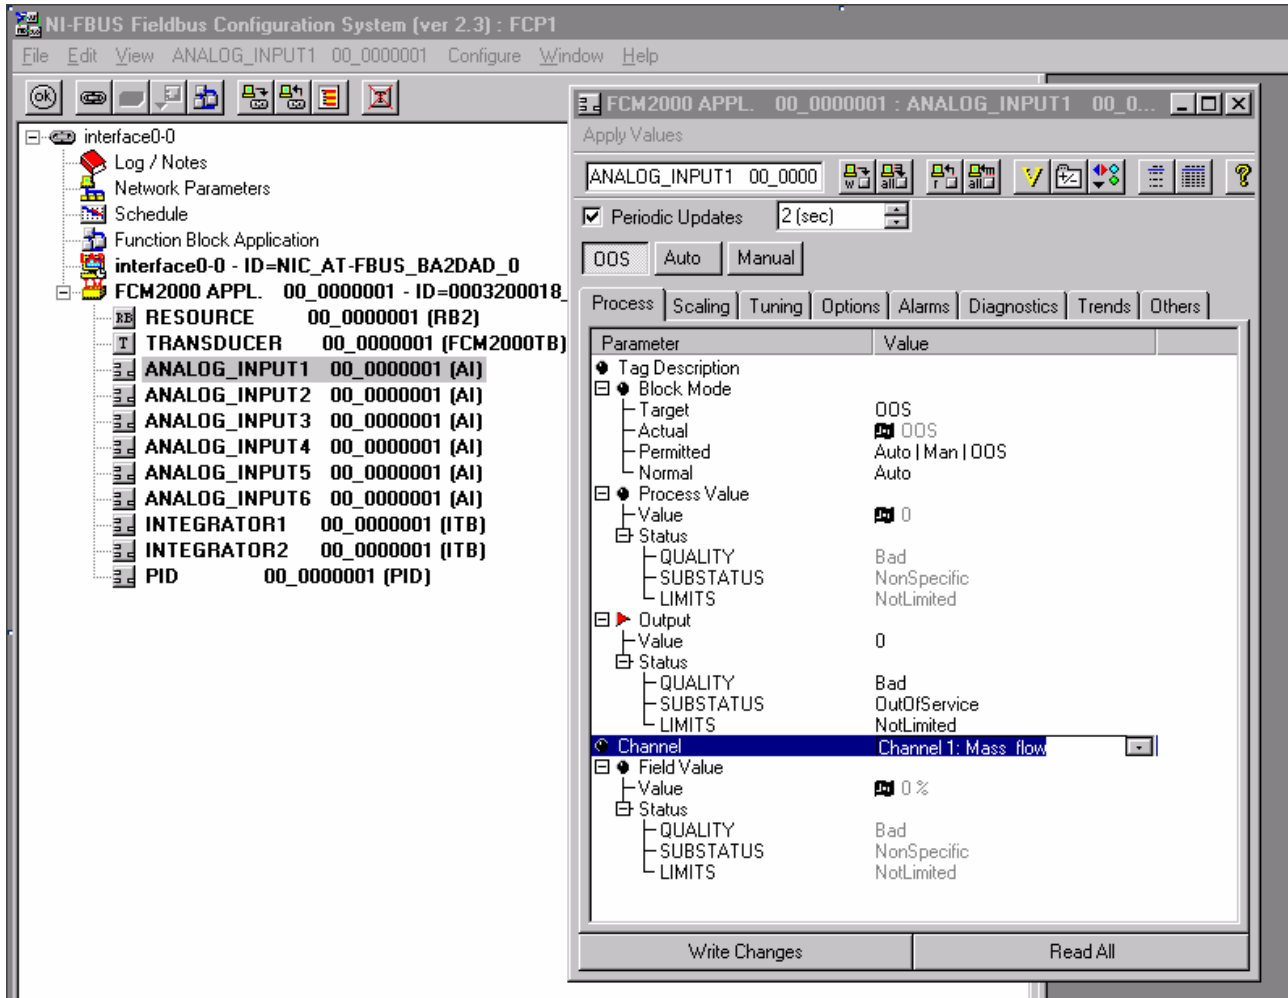 NI-FBUS Fieldbus Configuration System (ver 2.3) : FCP1
File Edit View ANALOG_INPUT1 00_0000001 Configure Window Help
ok
interface0-0
Log / Notes
Network Parameters
Schedule
Function Block Application
interface0-0 - ID=NIC_AT-FBUS_BA2DAD_0
FCM2000 APPL. 00_0000001 - ID=0003200018_
RB RESOURCE 00_0000001 (RB2)
T TRANSDUCER 00_0000001 (FCM2000TB)
ANALOG_INPUT1 00_0000001 (AI)
ANALOG_INPUT2 00_0000001 (AI)
ANALOG_INPUT3 00_0000001 (AI)
ANALOG_INPUT4 00_0000001 (AI)
ANALOG_INPUT5 00_0000001 (AI)
ANALOG_INPUT6 00_0000001 (AI)
INTEGRATOR1 00_0000001 (ITB)
INTEGRATOR2 00_0000001 (ITB)
PID 00_0000001 (PID)
FCM2000 APPL. 00_0000001 : ANALOG_INPUT1 00_0...
Apply Values
ANALOG_INPUT1 00_0000
w all r all
Periodic Updates 2 (sec)
OOS Auto Manual
Process Scaling Tuning Options Alarms Diagnostics Trends Others
Parameter Value
Tag Description
Block Mode
Target OOS
Actual OOS
Permitted Auto | Man | OOS
Normal Auto
Process Value
Value 0
Status
QUALITY Bad
SUBSTATUS NonSpecific
LIMITS NotLimited
Output
Value 0
Status
QUALITY Bad
SUBSTATUS OutOfService
LIMITS NotLimited
Channel Channel 1: Mass flow
Field Value
Value 0 %
Status
QUALITY Bad
SUBSTATUS NonSpecific
LIMITS NotLimited
Write Changes Read All